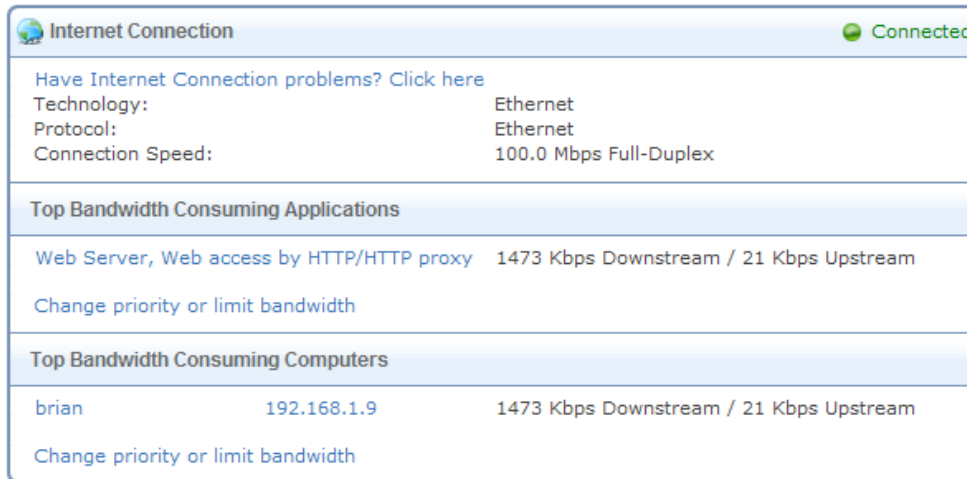 Internet Connection Connected
Have Internet Connection problems? Click here
Technology: Ethernet
Protocol: Ethernet
Connection Speed: 100.0 Mbps Full-Duplex
Top Bandwidth Consuming Applications
Web Server, Web access by HTTP/HTTP proxy 1473 Kbps Downstream / 21 Kbps Upstream
Change priority or limit bandwidth
Top Bandwidth Consuming Computers
brian 192.168.1.9 1473 Kbps Downstream / 21 Kbps Upstream
Change priority or limit bandwidth